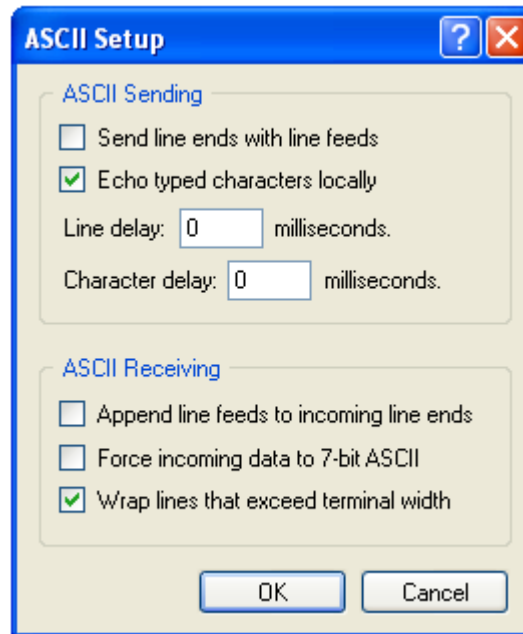 ASCII Setup
ASCII Sending
Send line ends with line feeds
Echo typed characters locally
Line delay: 0 milliseconds.
Character delay: 0 milliseconds.
ASCII Receiving
Append line feeds to incoming line ends
Force incoming data to 7-bit ASCII
Wrap lines that exceed terminal width
OK Cancel